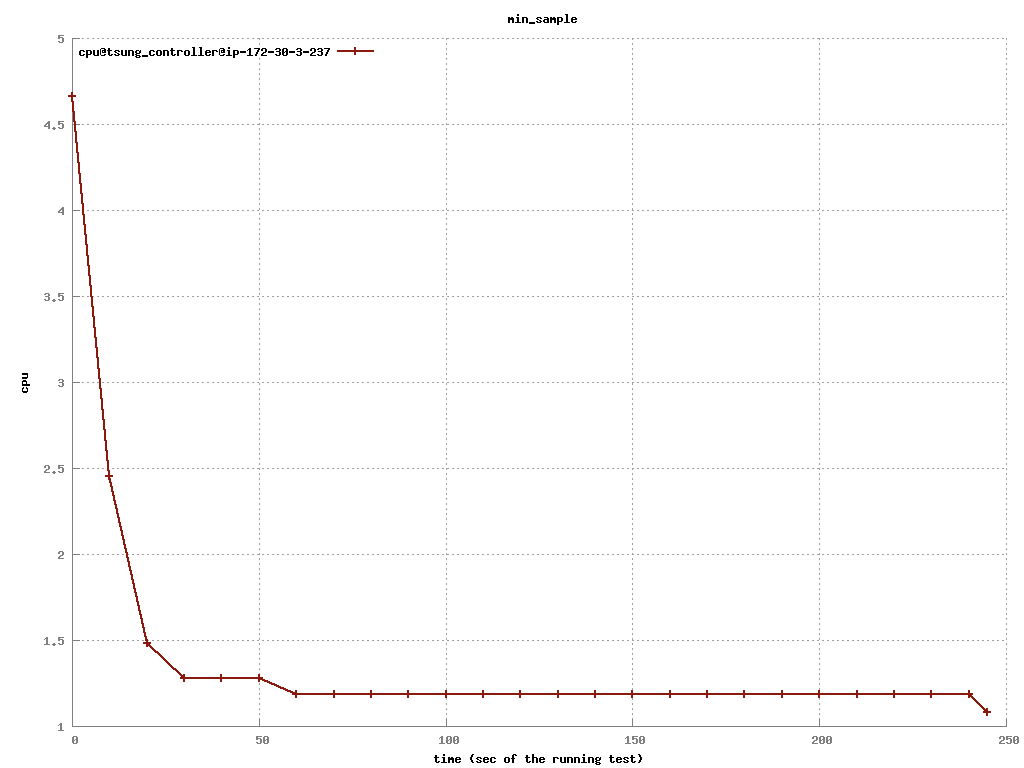 min_sample
cpu@tsung_controller@ip-172-30-3-237
5
4.5
4
3.5
3
2.5
2
1.5
1
cpu
0 50 100 150 200 250
time (sec of the running test)